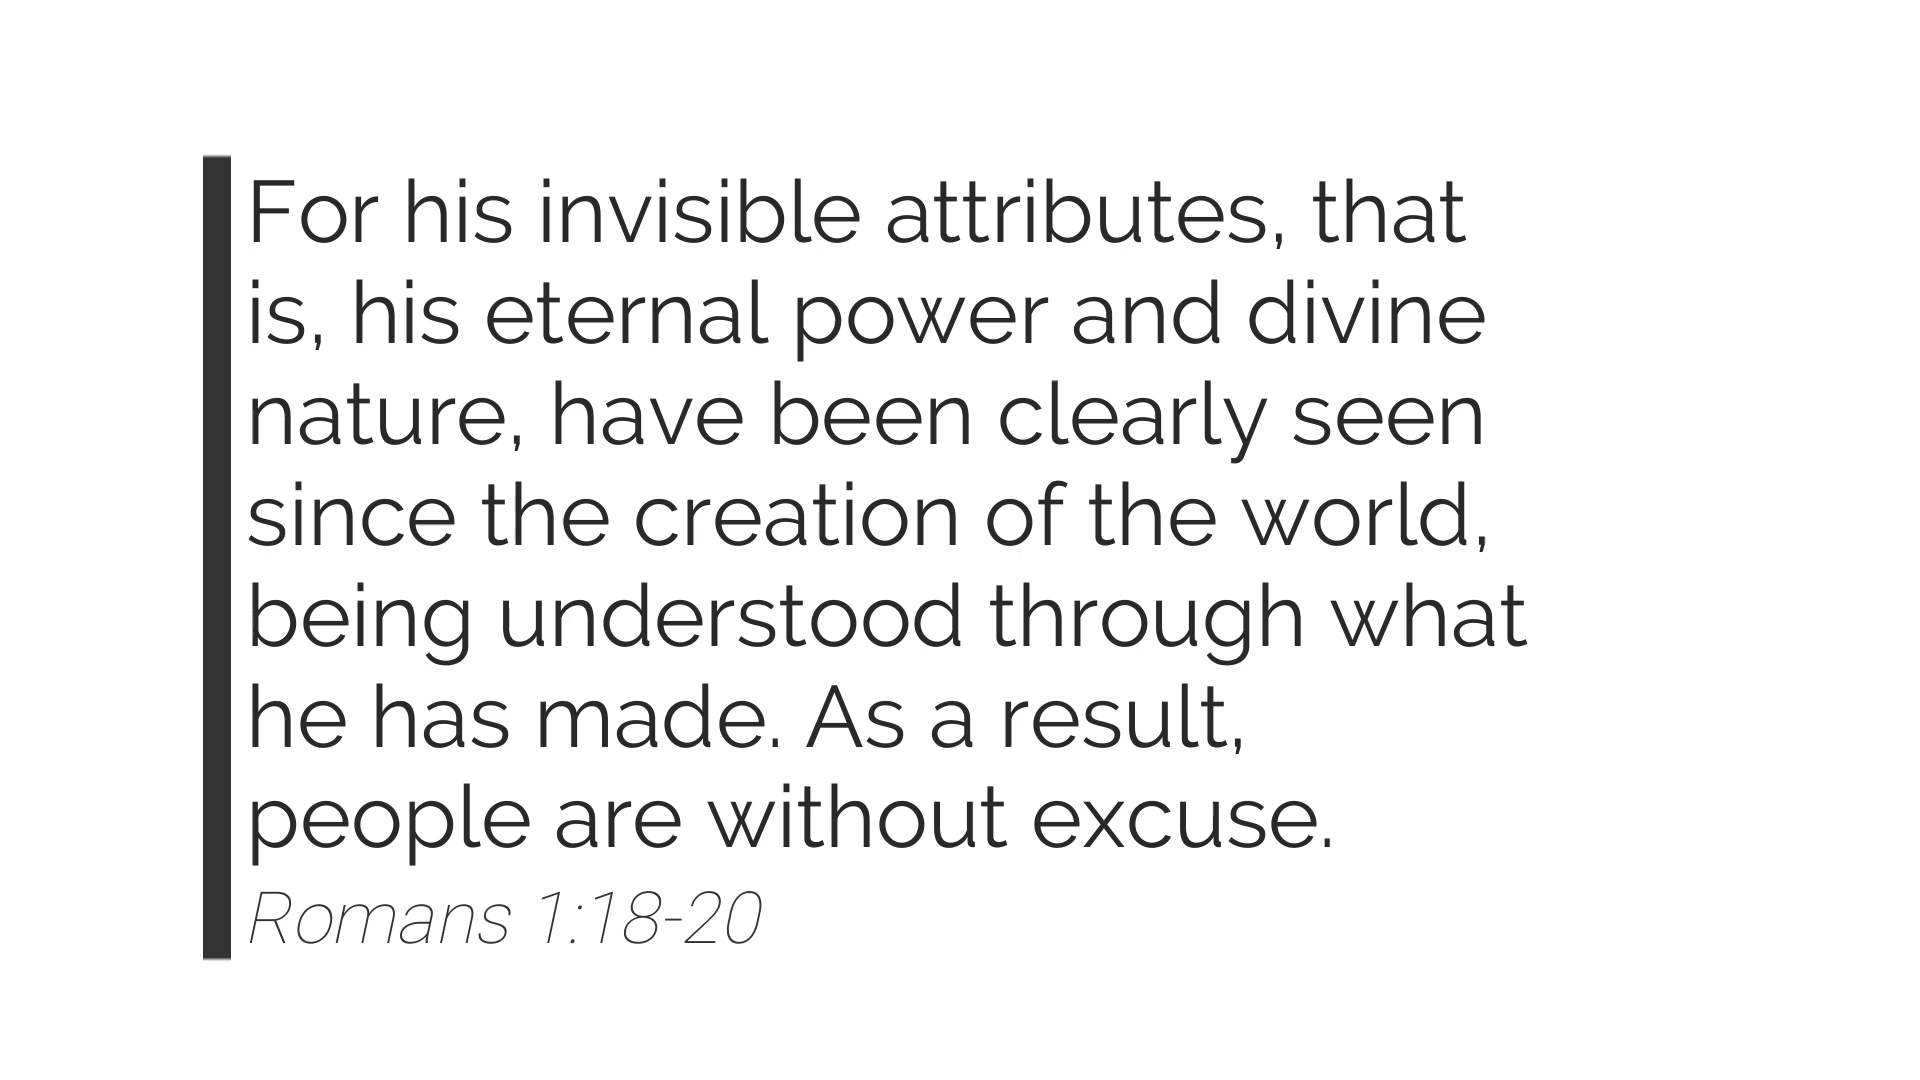 For his invisible attributes, that
is, his eternal power and divine
nature, have been clearly seen
since the creation of the world,
being understood through what
he has made. As a result,
people are without excuse.
Romans 1:18-20